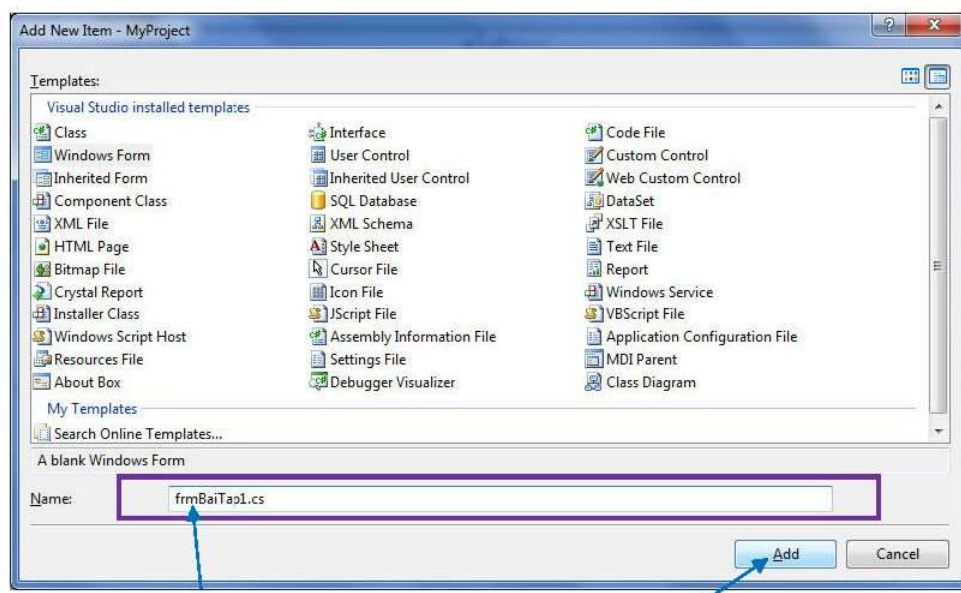 Add New Item - MyProject
Templates:
Visual Studio installed templates
Class Interface Code File
Windows Form User Control Custom Control
Inherited Form Inherited User Control Web Custom Control
Component Class SQL Database DataSet
XML File XML Schema XSLT File
HTML Page Style Sheet Text File
Bitmap File Cursor File Report
Crystal Report Icon File Windows Service
Installer Class JScript File VBScript File
Windows Script Host Assembly Information File Application Configuration File
Resources File Settings File MDI Parent
About Box Debugger Visualizer Class Diagram
My Templates
Search Online Templates...
A blank Windows Form
Name: frmBaiTap1.cs
Add Cancel